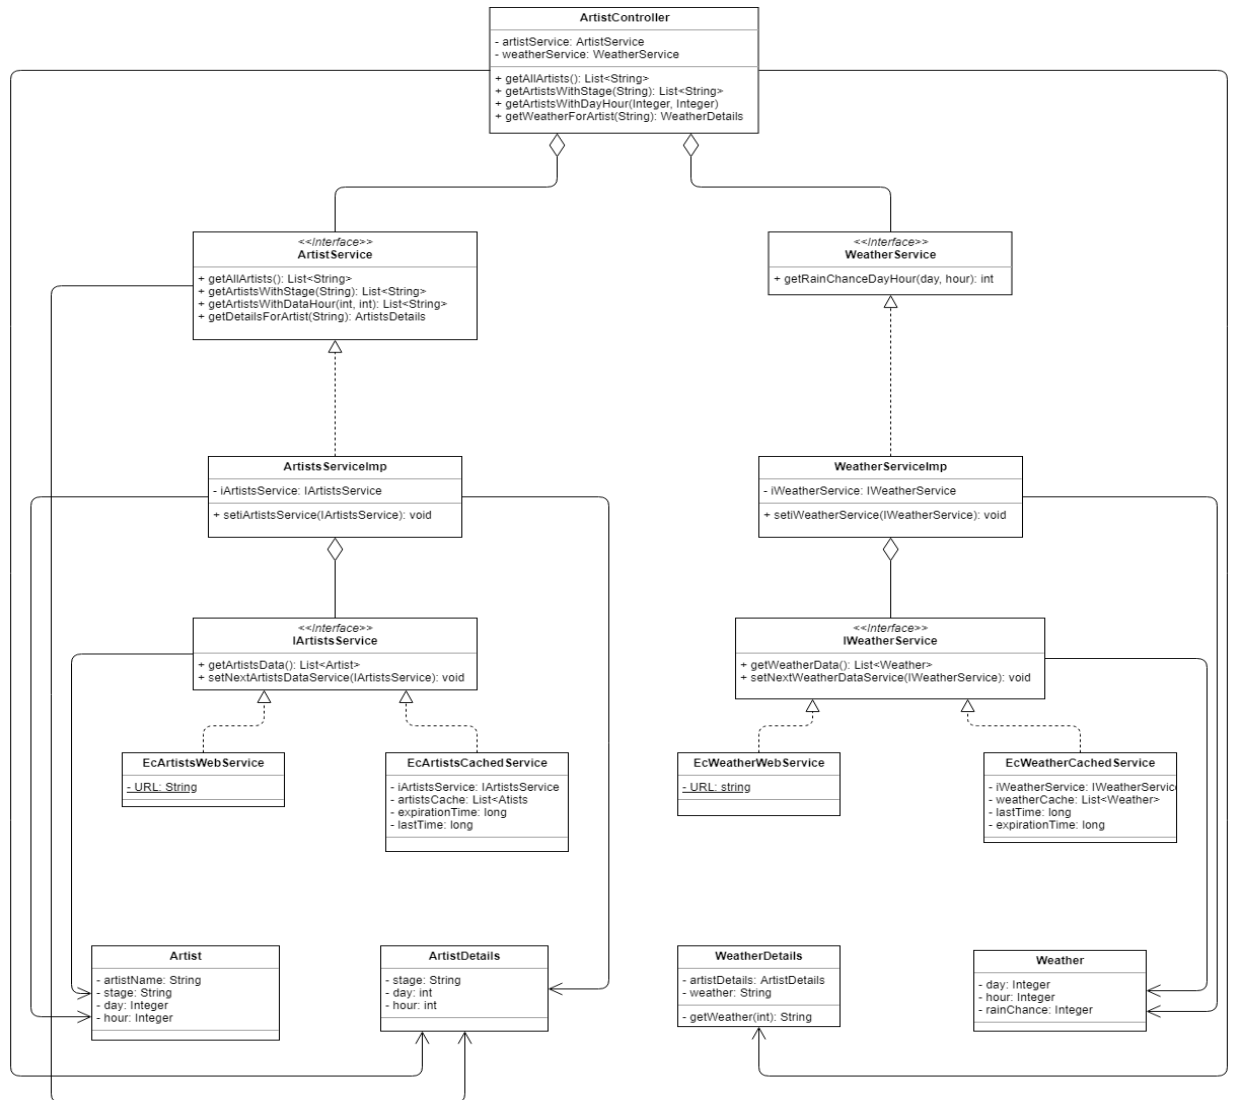 ArtistController
- artistService: ArtistService
- weatherService: WeatherService
+ getAllArtists(): List<String>
+ getArtistsWithStage(String): List<String>
+ getArtistsWithDayHour(Integer, Integer)
+ getWeatherForArtist(String): WeatherDetails
<<Interface>>
ArtistService
+ getAllArtists(): List<String>
+ getArtistsWithStage(String): List<String>
+ getArtistsWithDataHour(int, int): List<String>
+ getDetailsForArtist(String): ArtistsDetails
<<Interface>>
WeatherService
+ getRainChanceDayHour(day, hour): int
ArtistsServiceImp
- iArtistsService: IArtistsService
+ setiArtistsService(IArtistsService): void
WeatherServiceImp
- iWeatherService: IWeatherService
+ setiWeatherService(IWeatherService): void
<<Interface>>
IArtistsService
+ getArtistsData(): List<Artist>
+ setNextArtistsDataService(IArtistsService): void
<<Interface>>
IWeatherService
+ getWeatherData(): List<Weather>
+ setNextWeatherDataService(IWeatherService): void
EcArtistsWebService
- URL: String
EcArtistsCachedService
- iArtistsService: IArtistsService
- artistsCache: List<Atists
- expirationTime: long
- lastTime: long
EcWeatherWebService
- URL: string
EcWeatherCachedService
- iWeatherService: IWeatherService
- weatherCache: List<Weather>
- lastTime: long
- expirationTime: long
Artist
- artistName: String
- stage: String
- day: Integer
- hour: Integer
ArtistDetails
- stage: String
- day: int
- hour: int
WeatherDetails
- artistDetails: ArtistDetails
- weather: String
- getWeather(int): String
Weather
- day: Integer
- hour: Integer
- rainChance: Integer